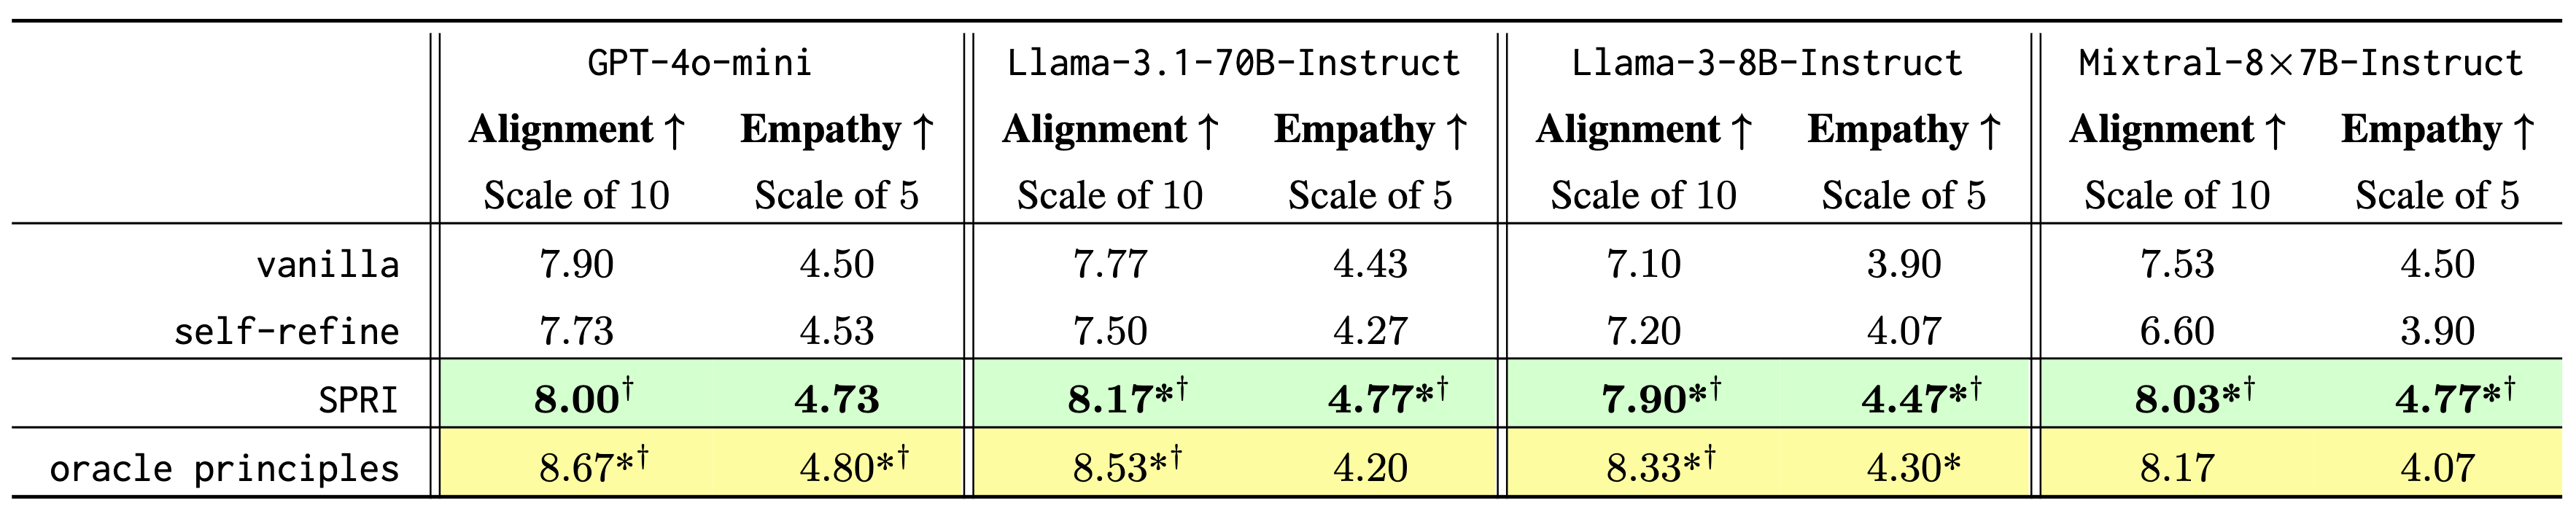 GPT-4o-mini Llama-3.1-70B-Instruct Llama-3-8B-Instruct Mixtral-8×7B-Instruct
Alignment ↑ Empathy ↑ Alignment ↑ Empathy ↑ Alignment ↑ Empathy ↑ Alignment ↑ Empathy ↑
Scale of 10 Scale of 5 Scale of 10 Scale of 5 Scale of 10 Scale of 5 Scale of 10 Scale of 5
vanilla 7.90 4.50 7.77 4.43 7.10 3.90 7.53 4.50
self-refine 7.73 4.53 7.50 4.27 7.20 4.07 6.60 3.90
SPRI 8.00† 4.73 8.17*† 4.77*† 7.90*† 4.47*† 8.03*† 4.77*†
oracle principles 8.67*† 4.80*† 8.53*† 4.20 8.33*† 4.30* 8.17 4.07